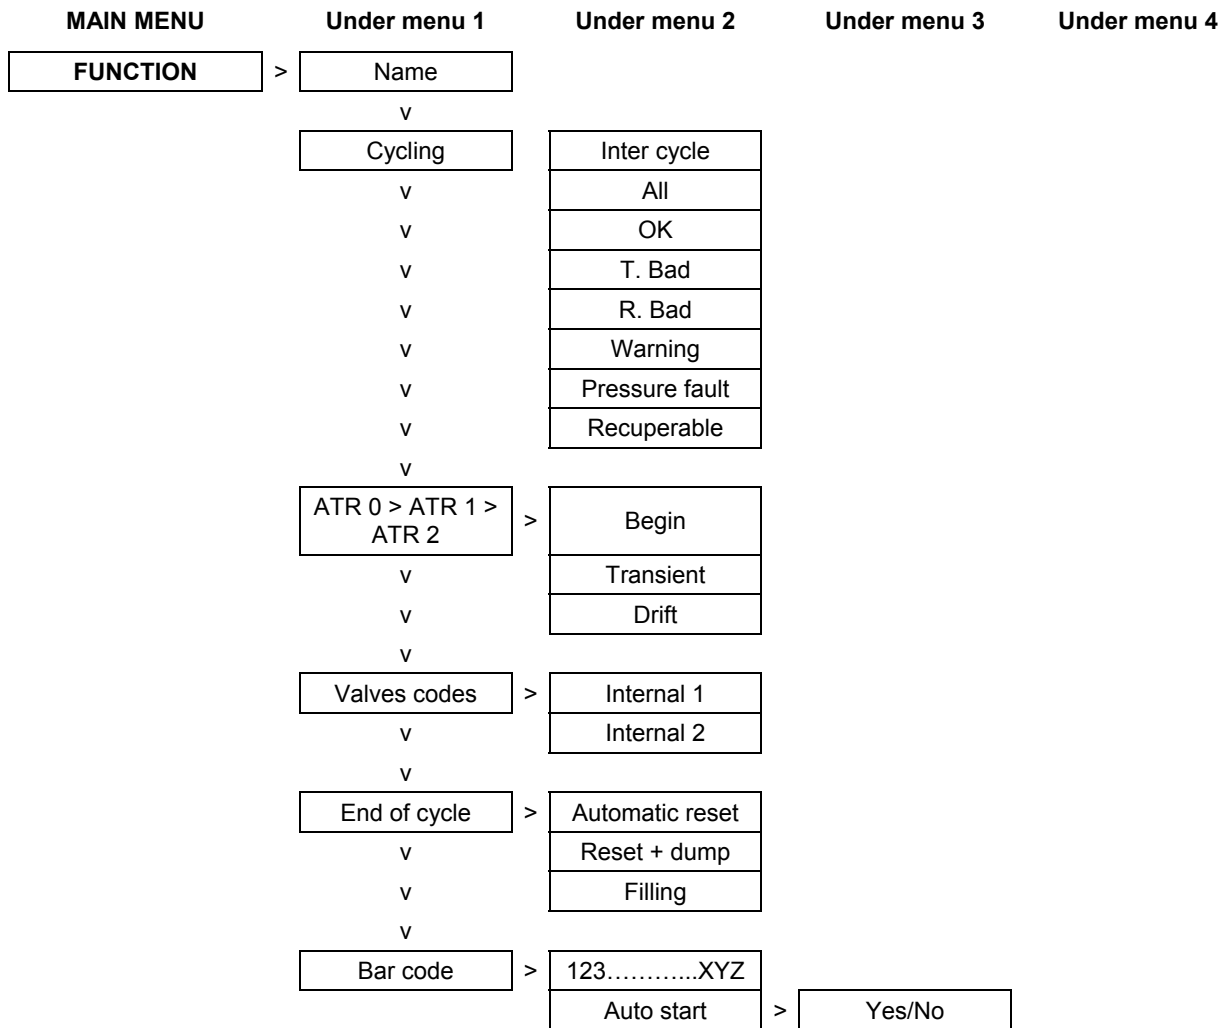 MAIN MENU Under menu 1 Under menu 2 Under menu 3 Under menu 4
FUNCTION > Name
v
Cycling Inter cycle
v All
v OK
v T. Bad
v R. Bad
v Warning
v Pressure fault
v Recuperable
v
ATR 0 > ATR 1 >
ATR 2 > Begin
v Transient
v Drift
v
Valves codes > Internal 1
v Internal 2
v
End of cycle > Automatic reset
v Reset + dump
v Filling
v
Bar code > 123………...XYZ
Auto start > Yes/No